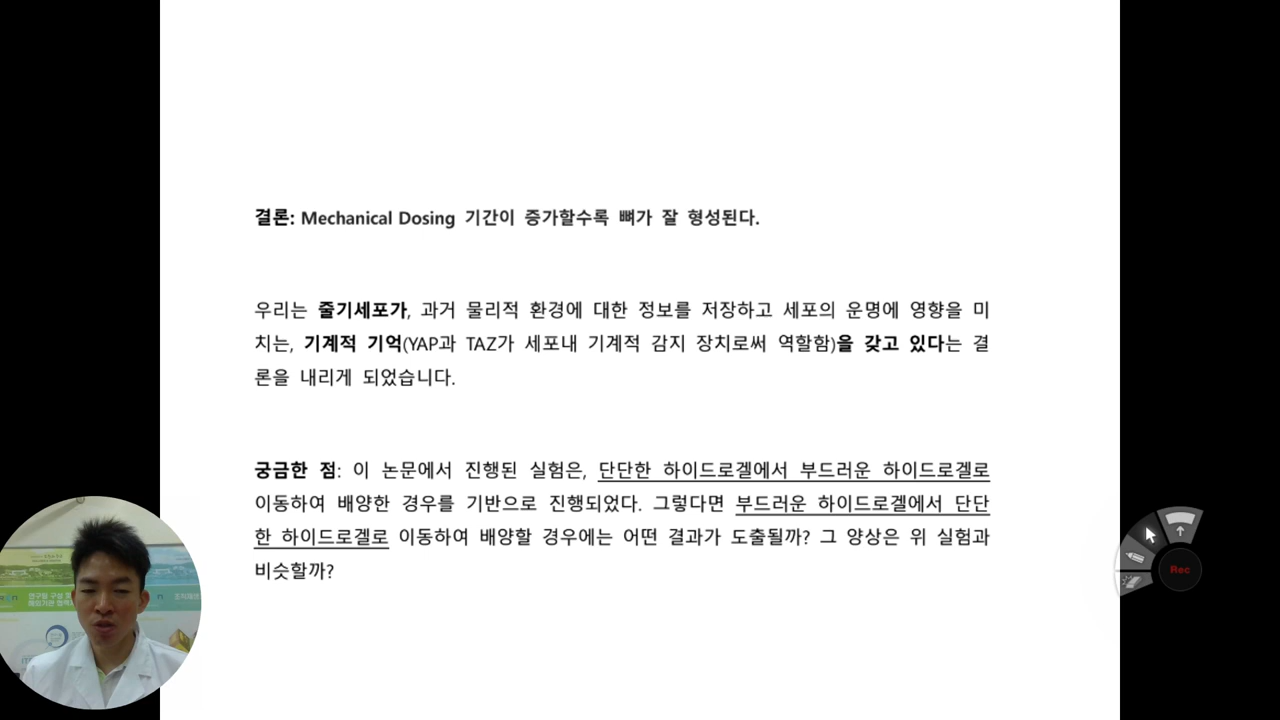 결론: Mechanical Dosing 기간이 증가할수록 뼈가 잘 형성된다.
우리는 줄기세포가, 과거 물리적 환경에 대한 정보를 저장하고 세포의 운명에 영향을 미
치는, 기계적 기억(YAP과 TAZ가 세포내 기계적 감지 장치로써 역할함)을 갖고 있다는 결
론을 내리게 되었습니다.
궁금한 점: 이 논문에서 진행된 실험은, 단단한 하이드로겔에서 부드러운 하이드로겔로
이동하여 배양한 경우를 기반으로 진행되었다. 그렇다면 부드러운 하이드로겔에서 단단
한 하이드로겔로 이동하여 배양할 경우에는 어떤 결과가 도출될까? 그 양상은 위 실험과
비슷할까?
Rec